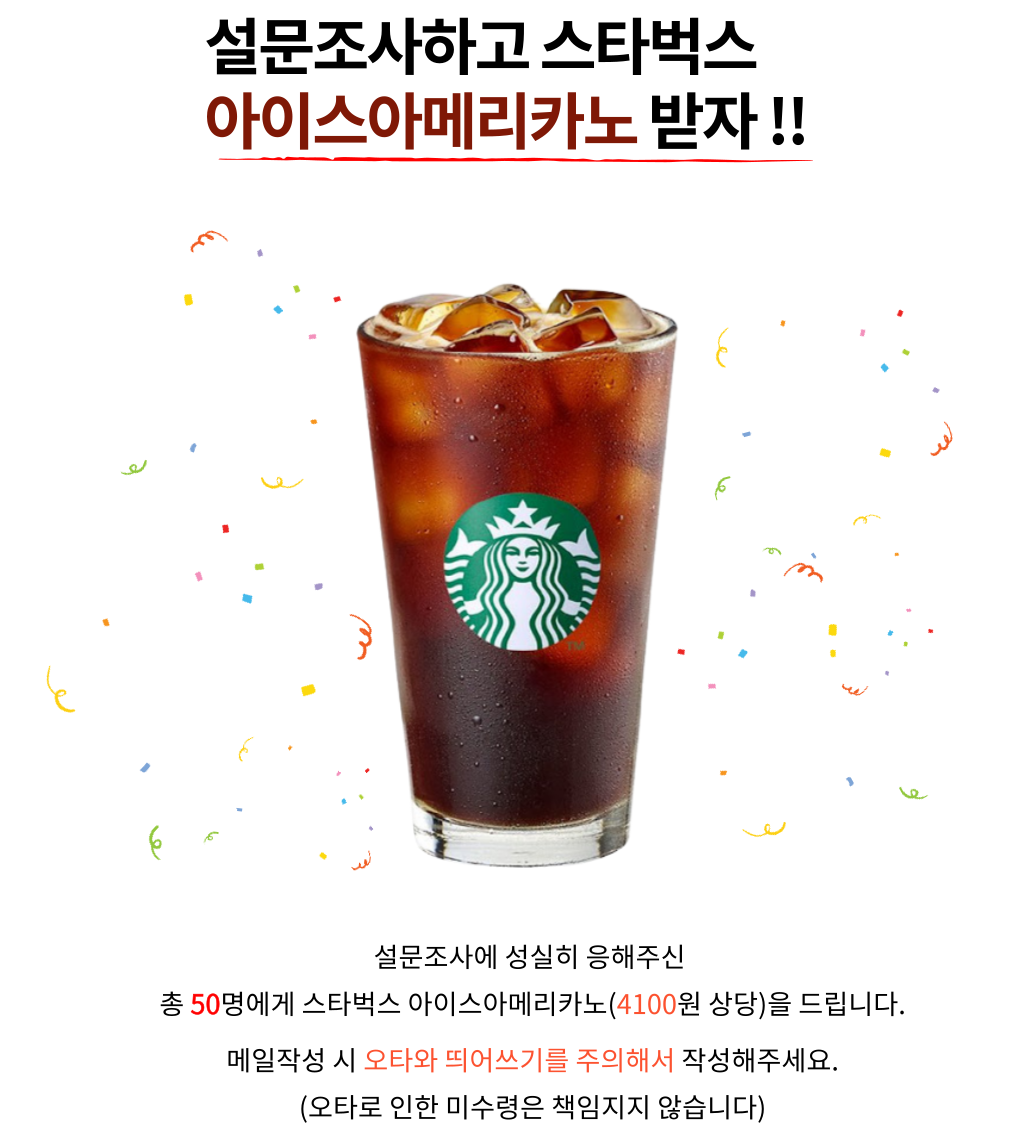 설문조사하고 스타벅스
아이스아메리카노 받자 !!
TM
설문조사에 성실히 응해주신
총 50명에게 스타벅스 아이스아메리카노(4100원 상당)을 드립니다.
메일작성 시 오타와 띄어쓰기를 주의해서 작성해주세요.
(오타로 인한 미수령은 책임지지 않습니다)